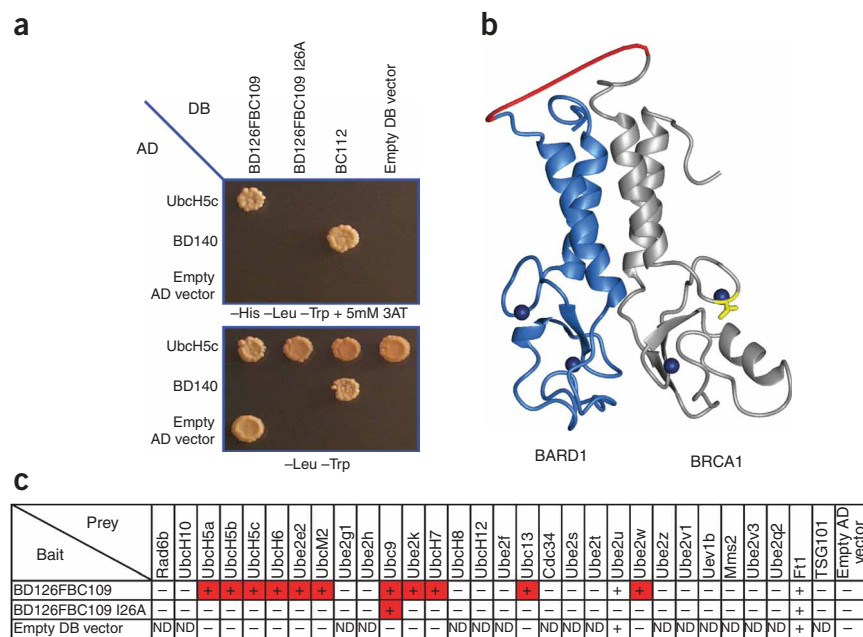 a
DB
AD
BD126FBC109
BD126FBC109 I26A
BC112
Empty DB vector
UbcH5c
BD140
Empty
AD vector
–His –Leu –Trp + 5mM 3AT
UbcH5c
BD140
Empty
AD vector
–Leu –Trp
b
BARD1
BRCA1
c
Prey
Bait
Rad6b
UbcH10
UbcH5a
UbcH5b
UbcH5c
UbcH6
Ube2e2
UbcM2
Ube2g1
Ube2h
Ubc9
Ube2k
UbcH7
UbcH8
UbcH12
Ube2f
Ubc13
Cdc34
Ube2s
Ube2t
Ube2u
Ube2w
Ube2z
Ube2v1
Uev1b
Mms2
Ube2v3
Ube2q2
Ft1
TSG101
Empty AD
vector
BD126FBC109 – – + + + + + + – – + + + – – – + – – – + + – – – – – – + – –
BD126FBC109 I26A – – – – – – – – – – + – – – – – – – – – – – – – – – – – + – –
Empty DB vector ND ND – – – – – – ND ND – – – ND ND ND – ND ND ND + – ND ND ND ND ND ND + ND –